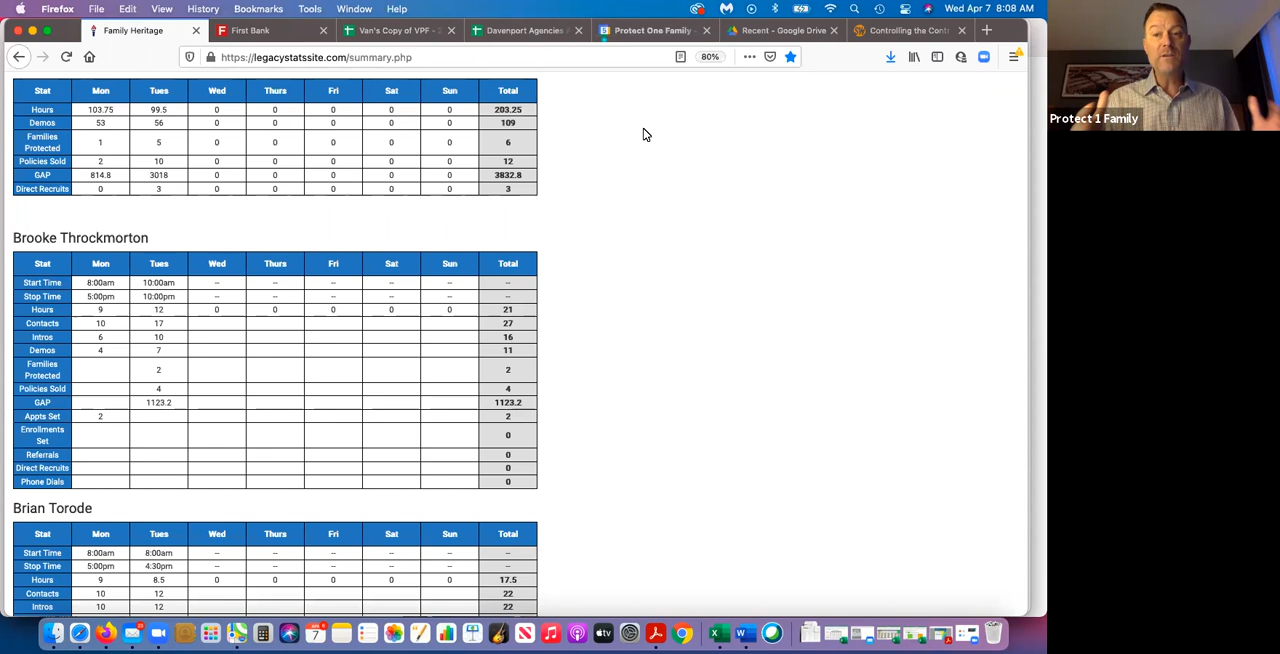 Firefox File Edit View History Bookmarks Tools Window Help Wed Apr 7 8:08 AM
Family Heritage First Bank Van's Copy of VPF - Davenport Agencies A Protect One Family - Recent - Google Drive Controlling the Cont
https://legacystatssite.com/summary.php 80%
Stat Mon Tues Wed Thurs Fri Sat Sun Total
Hours 103.75 99.5 0 0 0 0 0 203.25
Demos 53 56 0 0 0 0 0 109
Families Protected 1 5 0 0 0 0 0 6
Policies Sold 2 10 0 0 0 0 0 12
GAP 814.8 3018 0 0 0 0 0 3832.8
Direct Recruits 0 3 0 0 0 0 0 3
Brooke Throckmorton
Stat Mon Tues Wed Thurs Fri Sat Sun Total
Start Time 8:00am 10:00am -- -- -- -- -- --
Stop Time 5:00pm 10:00pm -- -- -- -- -- --
Hours 9 12 0 0 0 0 0 21
Contacts 10 17 27
Intros 6 10 16
Demos 4 7 11
Families Protected 2 2
Policies Sold 4 4
GAP 1123.2 1123.2
Appts Set 2 2
Enrollments Set 0
Referrals 0
Direct Recruits 0
Phone Dials 0
Brian Torode
Stat Mon Tues Wed Thurs Fri Sat Sun Total
Start Time 8:00am 8:00am -- -- -- -- -- --
Stop Time 5:00pm 4:30pm -- -- -- -- -- --
Hours 9 8.5 0 0 0 0 0 17.5
Contacts 10 12 22
Intros 10 12 22
Protect 1 Family